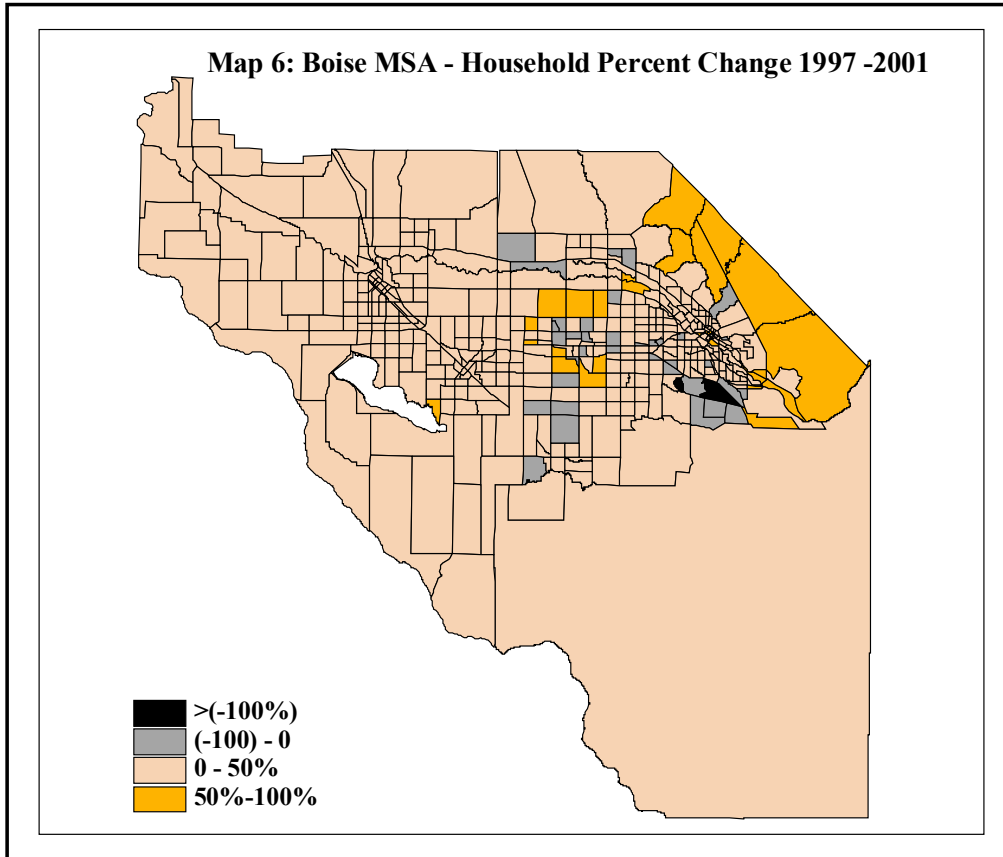 Map 6: Boise MSA - Household Percent Change 1997 -2001
>(-100%)
(-100) - 0
0 - 50%
50%-100%